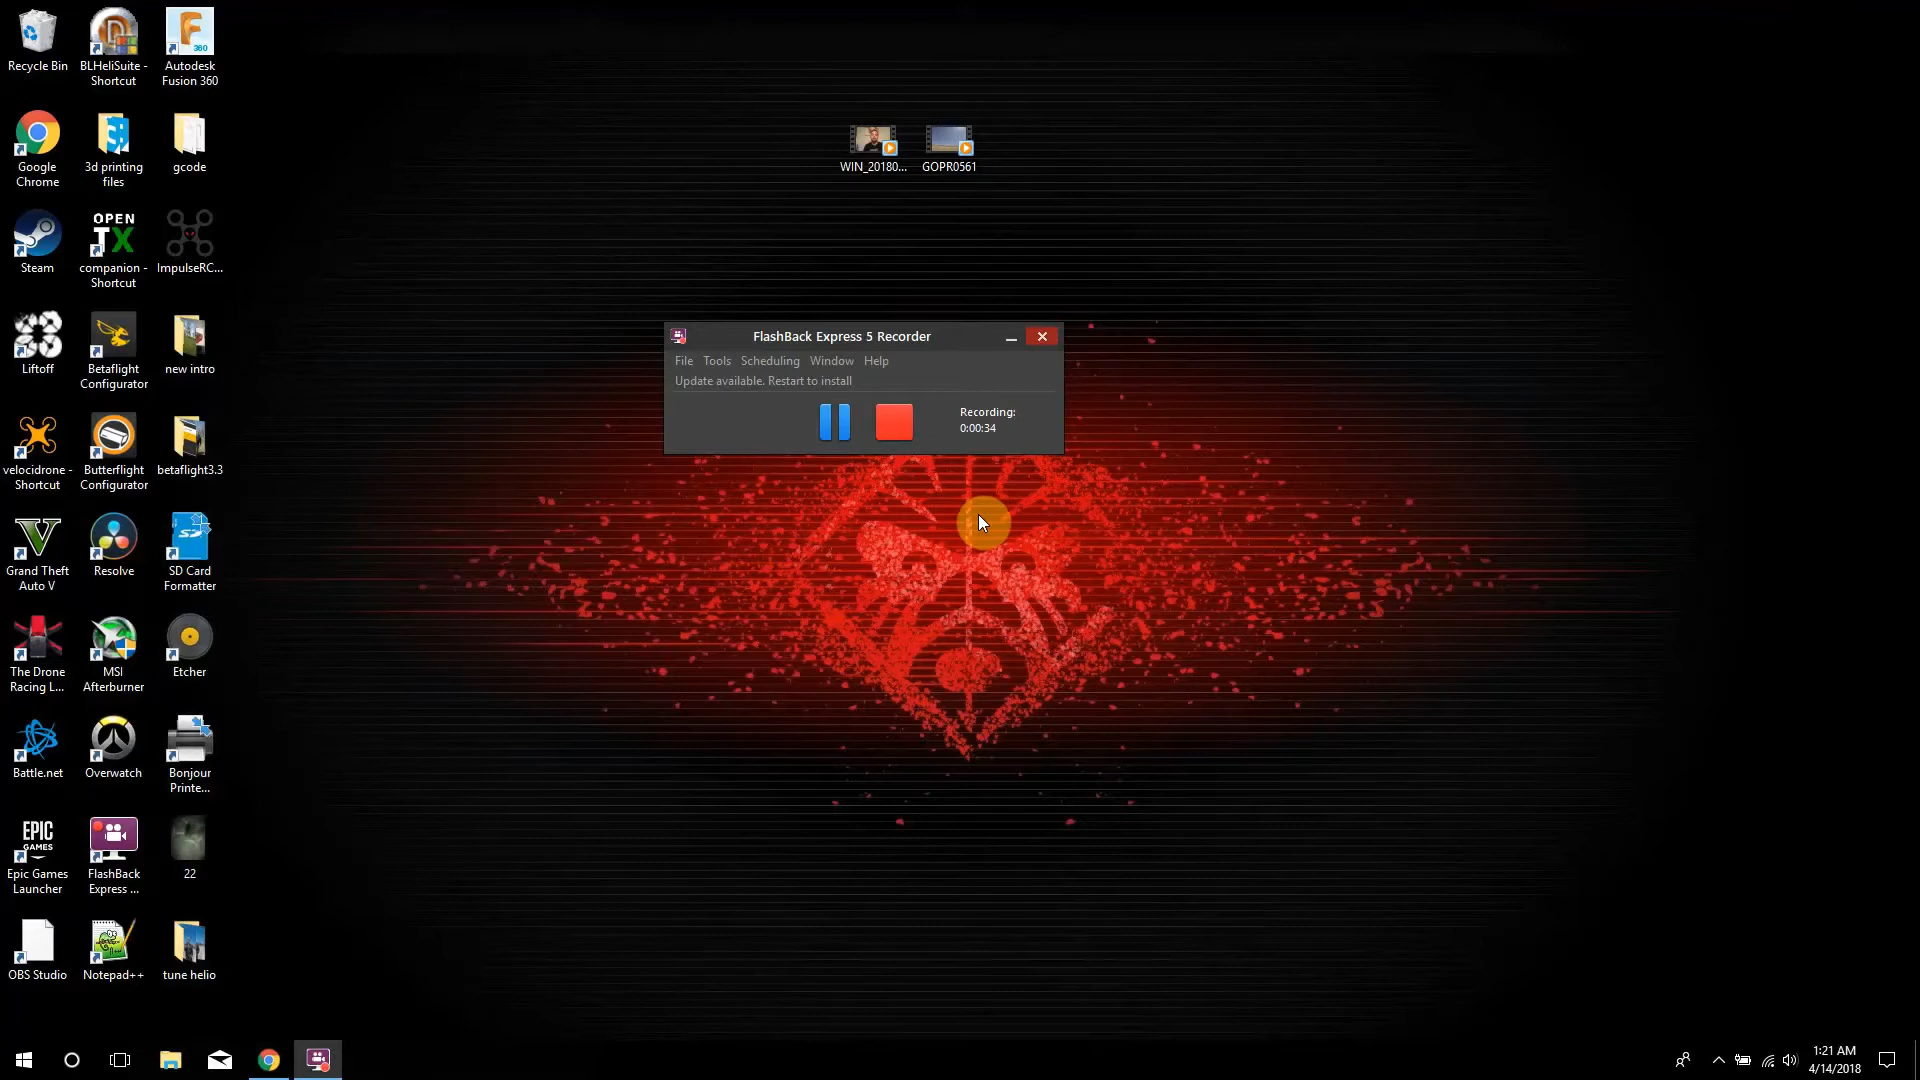 Recycle Bin
BLHeliSuite -
Shortcut
Autodesk
Fusion 360
360
Google
Chrome
3d printing
files
gcode
WIN_20180...
GOPR0561
OPEN
TX
Steam
companion -
Shortcut
ImpulseRC...
Liftoff
Betaflight
Configurator
new intro
FlashBack Express 5 Recorder
File Tools Scheduling Window Help
Update available. Restart to install
Recording:
0:00:34
velocidrone -
Shortcut
Butterflight
Configurator
betaflight3.3
SD
Grand Theft
Auto V
Resolve
SD Card
Formatter
The Drone
Racing L...
MSI
Afterburner
Etcher
Battle.net
Overwatch
Bonjour
Printe...
EPIC
GAMES
Epic Games
Launcher
FlashBack
Express ...
22
OBS Studio
Notepad++
tune helio
1:21 AM
4/14/2018